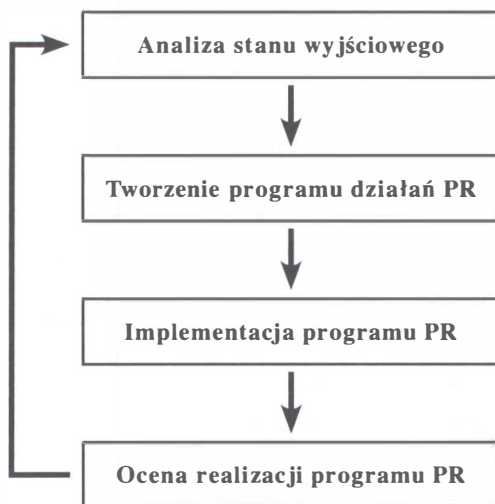 Analiza stanu wyjściowego
Tworzenie programu działań PR
Implementacja programu PR
Ocena realizacji programu PR